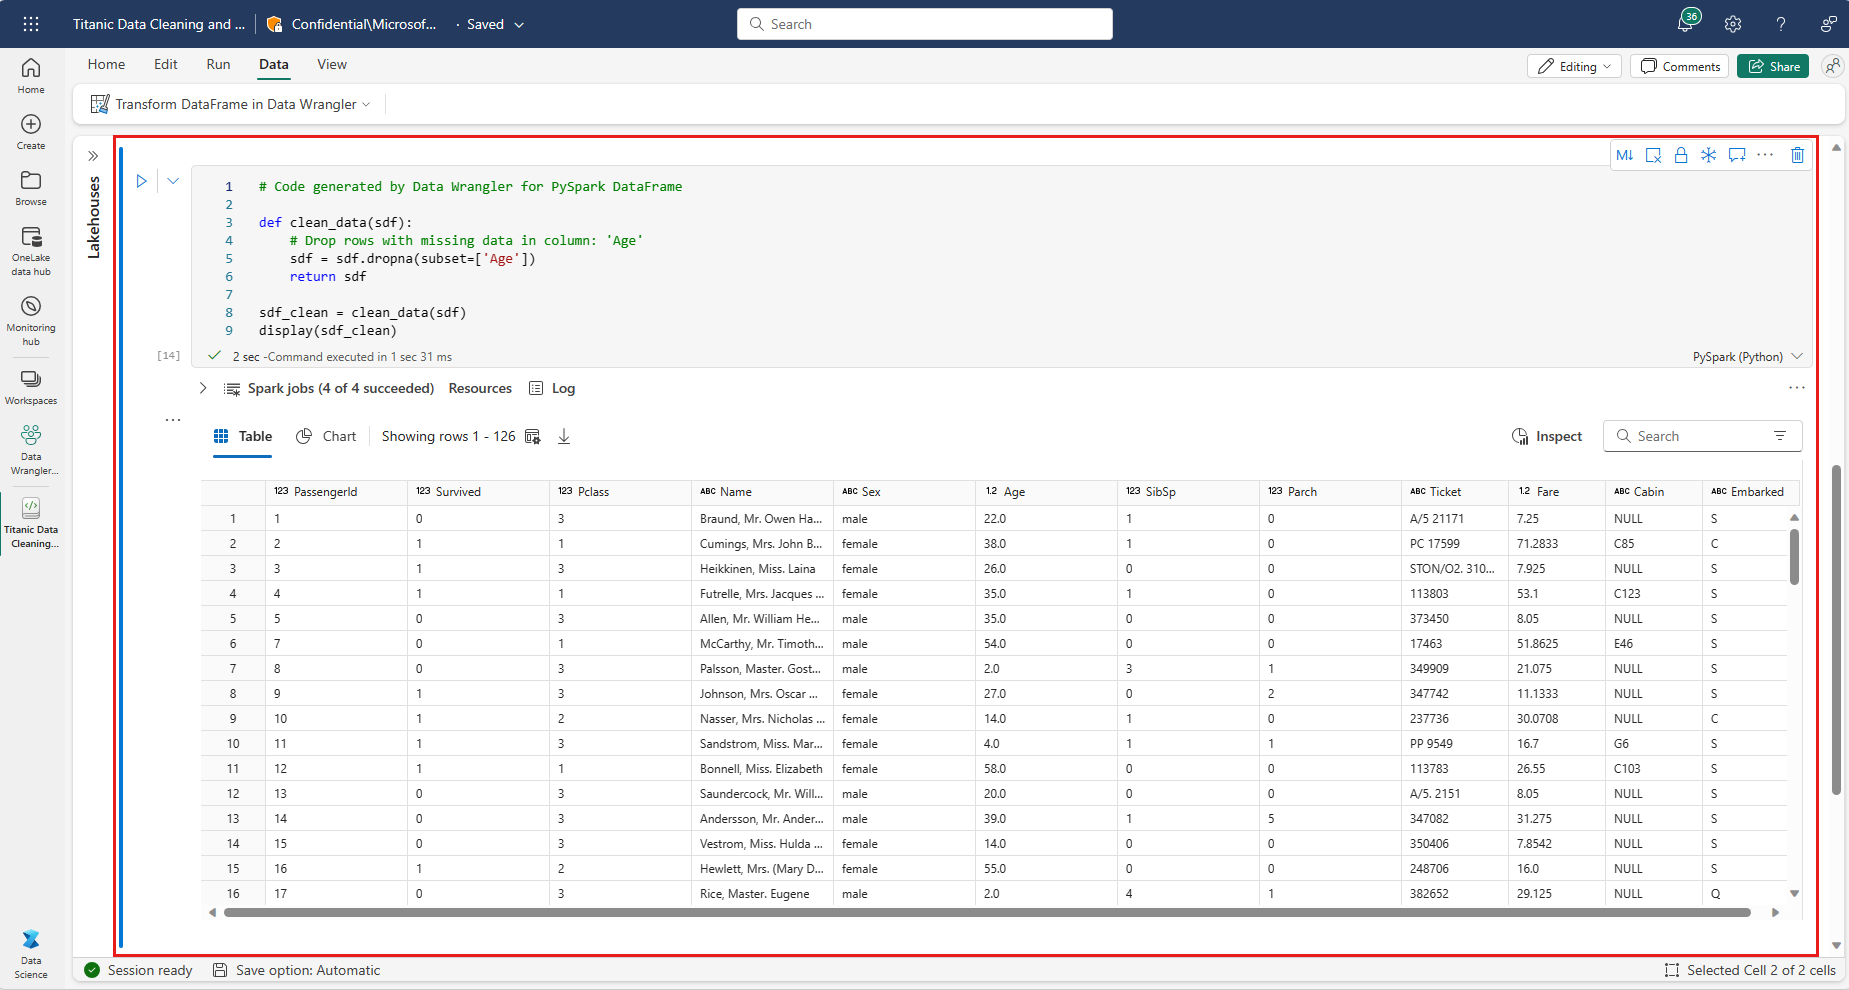 Titanic Data Cleaning and ...
Confidential\Microsof...
· Saved
Search
36
?
Home
Edit
Run
Data
View
Editing
Comments
Share
Transform DataFrame in Data Wrangler
Home
Create
Browse
OneLake
data hub
Monitoring
hub
Workspaces
Data
Wrangler...
Titanic Data
Cleaning...
Data
Science
Lakehouses
M↓
1 # Code generated by Data Wrangler for PySpark DataFrame
2
3 def clean_data(sdf):
4 # Drop rows with missing data in column: 'Age'
5 sdf = sdf.dropna(subset=['Age'])
6 return sdf
7
8 sdf_clean = clean_data(sdf)
9 display(sdf_clean)
[14]
2 sec -Command executed in 1 sec 31 ms
PySpark (Python)
Spark jobs (4 of 4 succeeded)
Resources
Log
Table
Chart
Showing rows 1 - 126
Inspect
Search
123 PassengerId 123 Survived 123 Pclass ABC Name ABC Sex 1.2 Age 123 SibSp 123 Parch ABC Ticket 1.2 Fare ABC Cabin ABC Embarked
1 1 0 3 Braund, Mr. Owen Ha... male 22.0 1 0 A/5 21171 7.25 NULL S
2 2 1 1 Cumings, Mrs. John B... female 38.0 1 0 PC 17599 71.2833 C85 C
3 3 1 3 Heikkinen, Miss. Laina female 26.0 0 0 STON/O2. 310... 7.925 NULL S
4 4 1 1 Futrelle, Mrs. Jacques ... female 35.0 1 0 113803 53.1 C123 S
5 5 0 3 Allen, Mr. William He... male 35.0 0 0 373450 8.05 NULL S
6 7 0 1 McCarthy, Mr. Timoth... male 54.0 0 0 17463 51.8625 E46 S
7 8 0 3 Palsson, Master. Gost... male 2.0 3 1 349909 21.075 NULL S
8 9 1 3 Johnson, Mrs. Oscar ... female 27.0 0 2 347742 11.1333 NULL S
9 10 1 2 Nasser, Mrs. Nicholas ... female 14.0 1 0 237736 30.0708 NULL C
10 11 1 3 Sandstrom, Miss. Mar... female 4.0 1 1 PP 9549 16.7 G6 S
11 12 1 1 Bonnell, Miss. Elizabeth female 58.0 0 0 113783 26.55 C103 S
12 13 0 3 Saundercock, Mr. Will... male 20.0 0 0 A/5. 2151 8.05 NULL S
13 14 0 3 Andersson, Mr. Ander... male 39.0 1 5 347082 31.275 NULL S
14 15 0 3 Vestrom, Miss. Hulda ... female 14.0 0 0 350406 7.8542 NULL S
15 16 1 2 Hewlett, Mrs. (Mary D... female 55.0 0 0 248706 16.0 NULL S
16 17 0 3 Rice, Master. Eugene male 2.0 4 1 382652 29.125 NULL Q
Session ready
Save option: Automatic
Selected Cell 2 of 2 cells